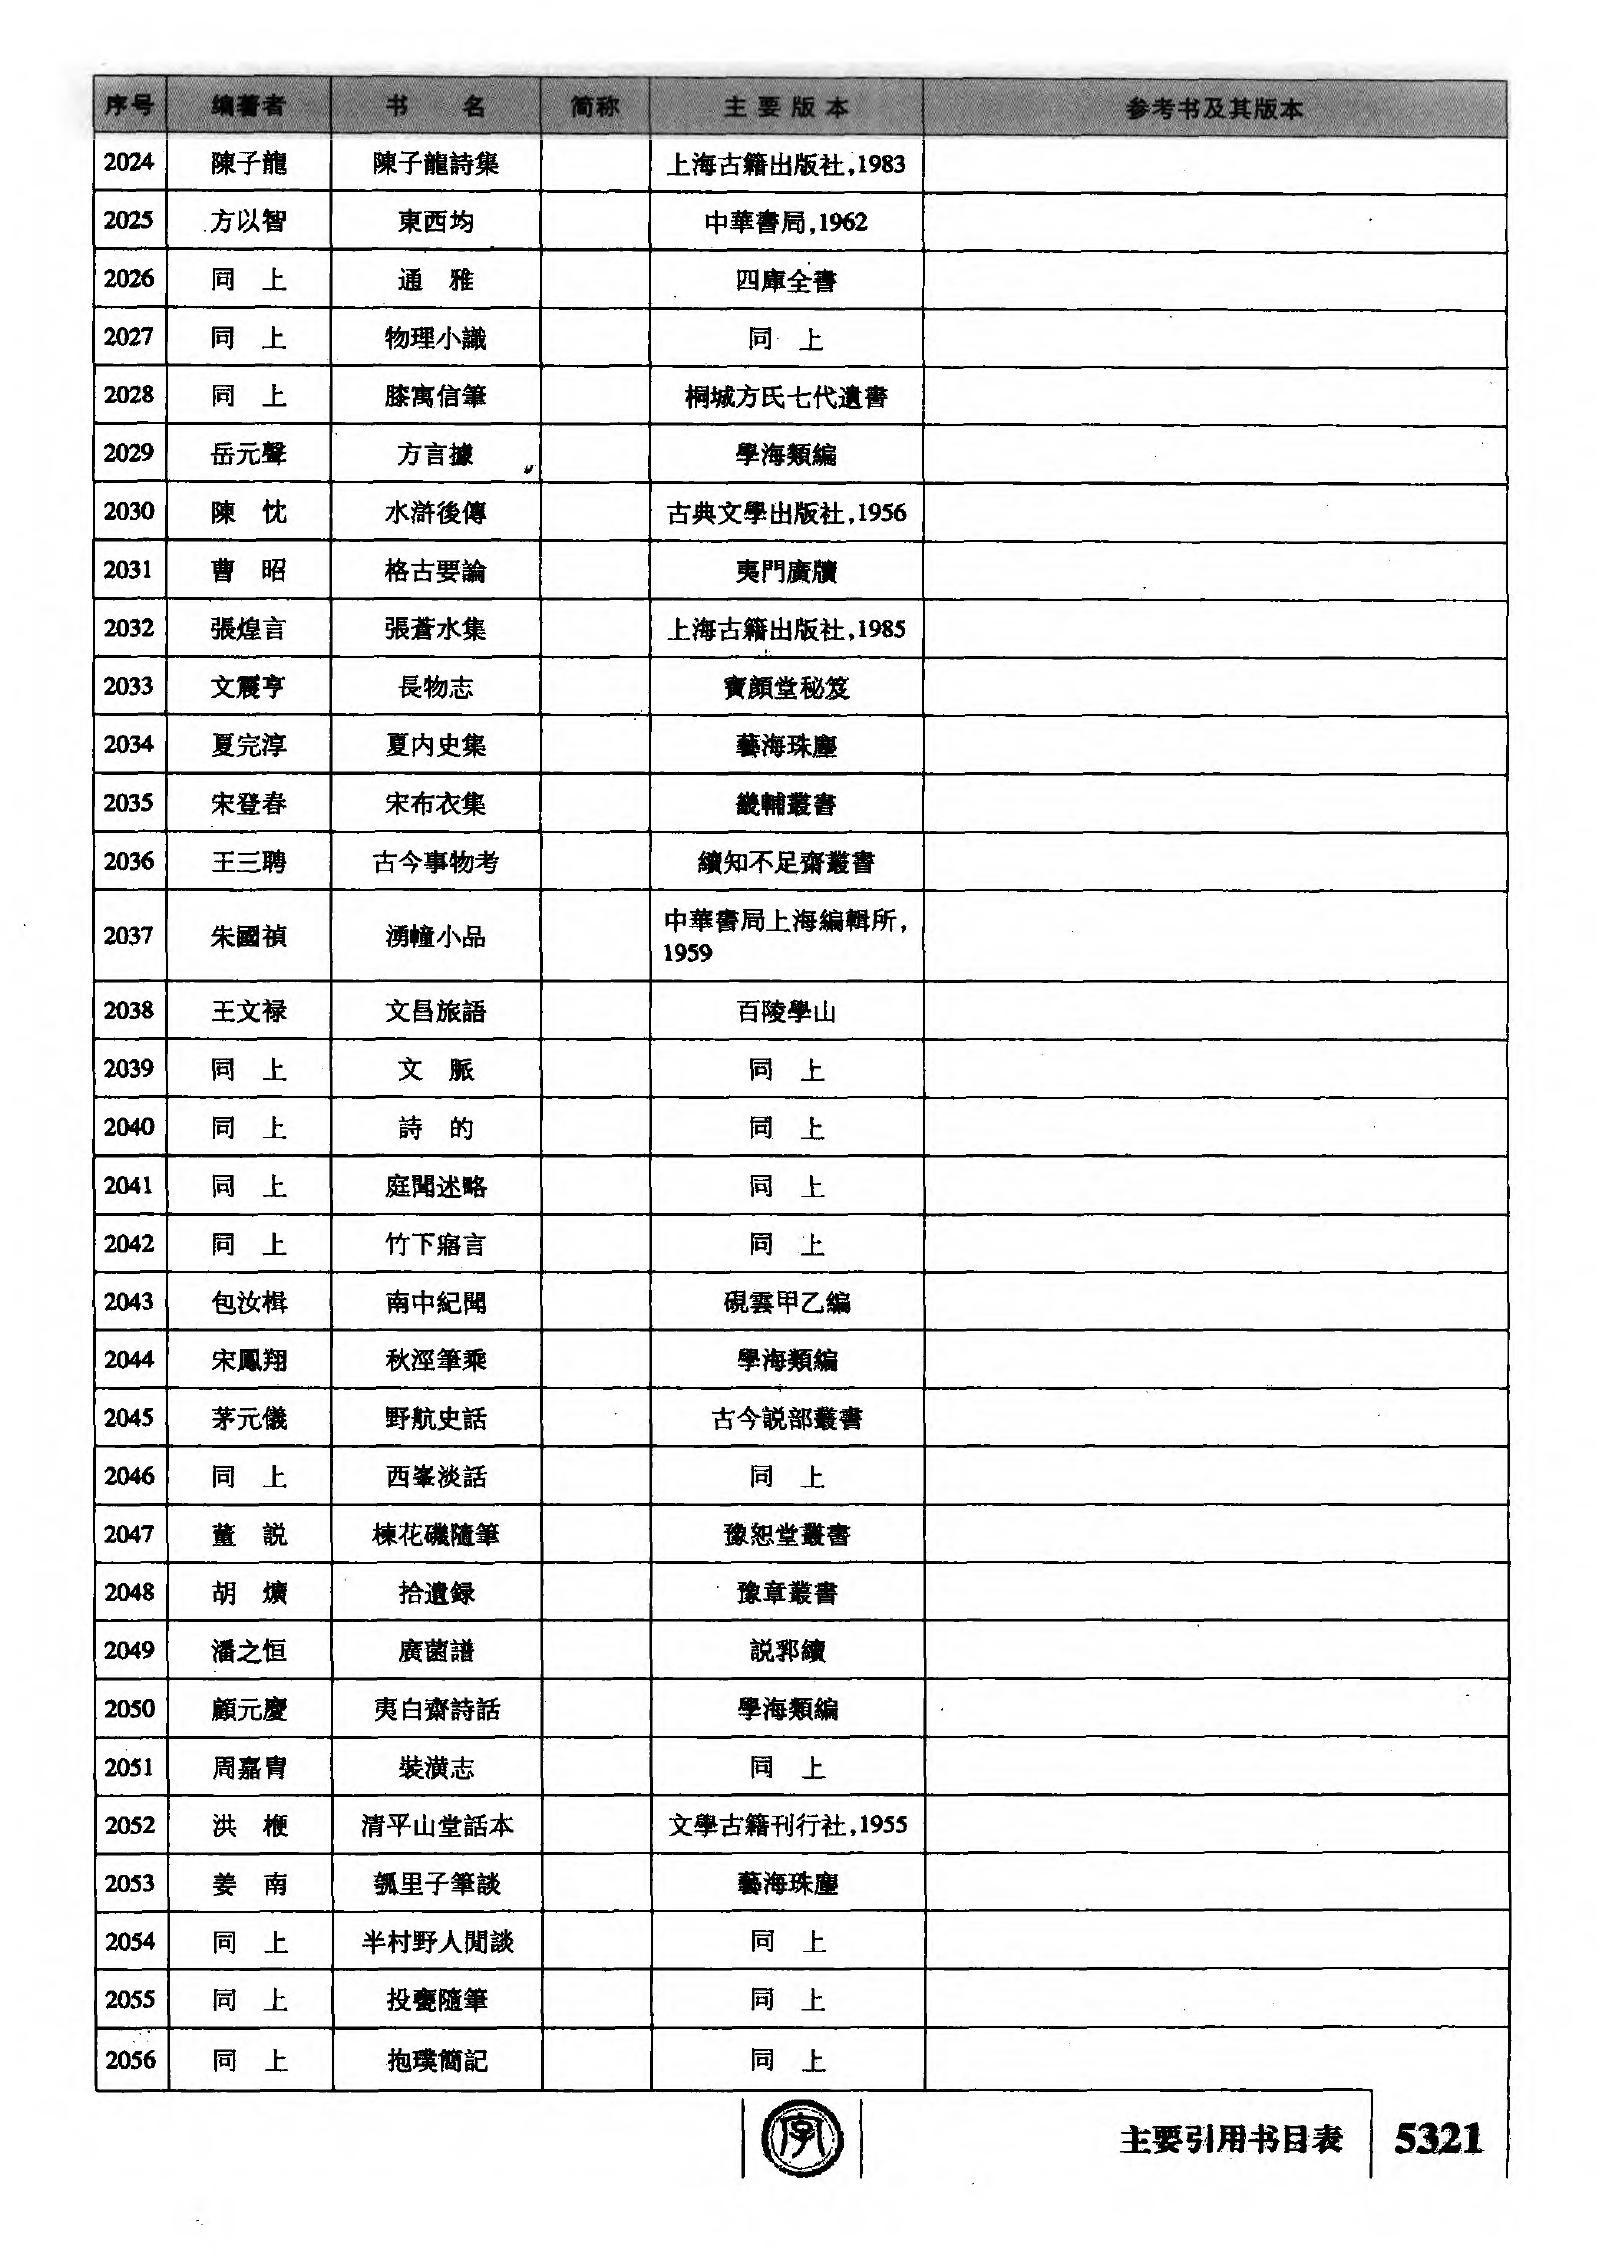 序号 编著者 书 名 简称 主要版本 参考书及其版本
2024 陳子龍 陳子龍詩集 上海古籍出版社,1983
2025 方以智 東西均 中華書局,1962
2026 同 上 通 雅 四庫全書
2027 同 上 物理小識 同 上
2028 同 上 膝寓信筆 桐城方氏七代遺書
2029 岳元聲 方言據 學海類編
2030 陳 忱 水滸後傳 古典文學出版社,1956
2031 曹 昭 格古要論 夷門廣牘
2032 張煌言 張蒼水集 上海古籍出版社,1985
2033 文震亨 長物志 寶顔堂秘笈
2034 夏完淳 夏内史集 藝海珠塵
2035 宋登春 宋布衣集 畿輔叢書
2036 王三聘 古今事物考 續知不足齋叢書
2037 朱國禎 湧幢小品 中華書局上海編輯所,
1959
2038 王文禄 文昌旅語 百陵學山
2039 同 上 文 脈 同 上
2040 同 上 詩 的 同 上
2041 同 上 庭聞述略 同 上
2042 同 上 竹下寤言 同 上
2043 包汝楫 南中紀聞 硯雲甲乙編
2044 宋鳳翔 秋涇筆乘 學海類編
2045 茅元儀 野航史話 古今説部叢書
2046 同 上 西峯淡話 同 上
2047 董 説 楝花磯隨筆 豫恕堂叢書
2048 胡 爌 拾遺録 豫章叢書
2049 潘之恒 廣菌譜 説郛續
2050 顧元慶 夷白齋詩話 學海類編
2051 周嘉胄 裝潢志 同 上
2052 洪 楩 清平山堂話本 文學古籍刊行社,1955
2053 姜 南 瓠里子筆談 藝海珠塵
2054 同 上 半村野人閒談 同 上
2055 同 上 投甕隨筆 同 上
2056 同 上 抱璞簡記 同 上
字
主要引用书目表 5321